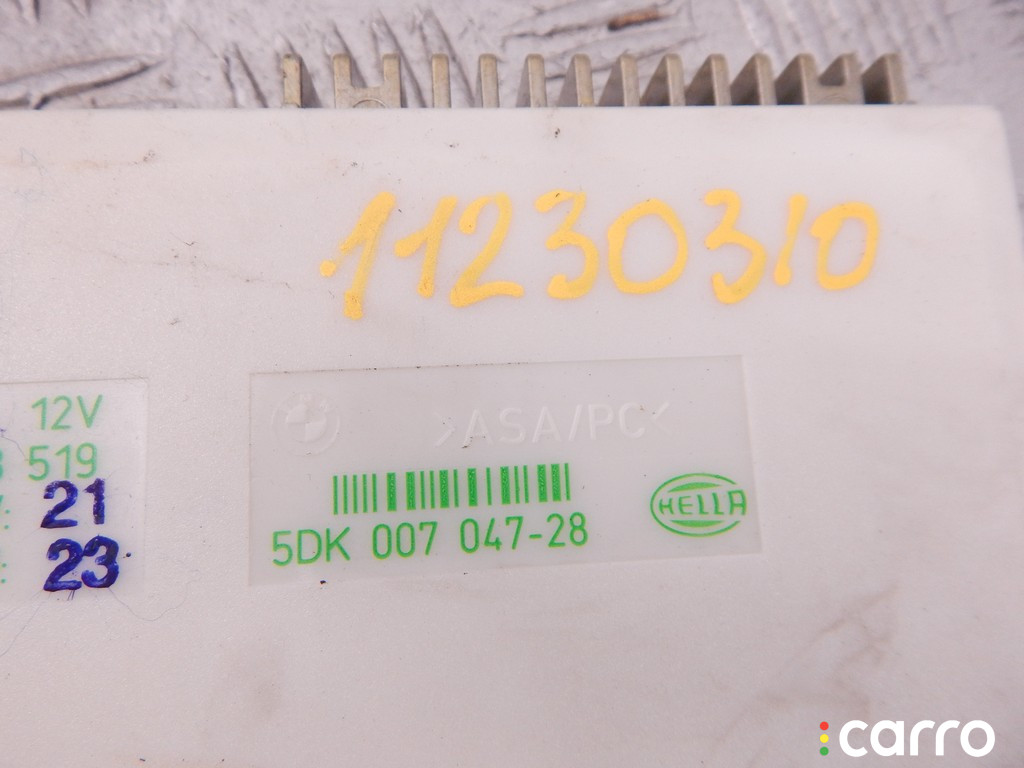 11230310
12V
>ASA/PC<
519
21
5DK 007 047-28
HELLA
23
carro